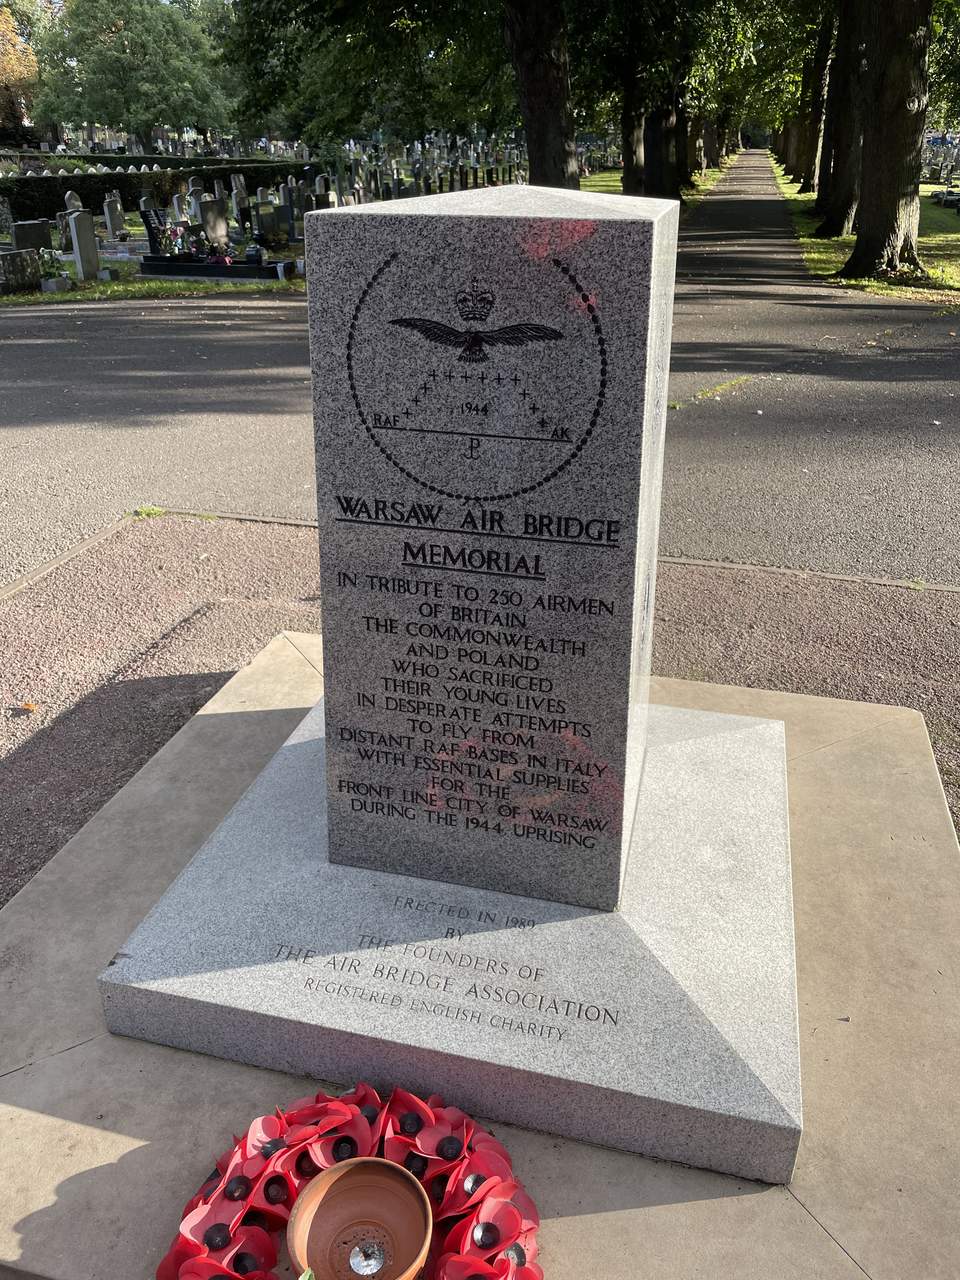 1944
RAF AK
WARSAW AIR BRIDGE
MEMORIAL
IN TRIBUTE TO 250 AIRMEN
OF BRITAIN
THE COMMONWEALTH
AND POLAND
WHO SACRIFICED
THEIR YOUNG LIVES
IN DESPERATE ATTEMPTS
TO FLY FROM
DISTANT RAF BASES IN ITALY
WITH ESSENTIAL SUPPLIES
FOR THE
FRONT LINE CITY OF WARSAW
DURING THE 1944 UPRISING
ERECTED IN 1989
BY
THE FOUNDERS OF
THE AIR BRIDGE ASSOCIATION
REGISTERED ENGLISH CHARITY